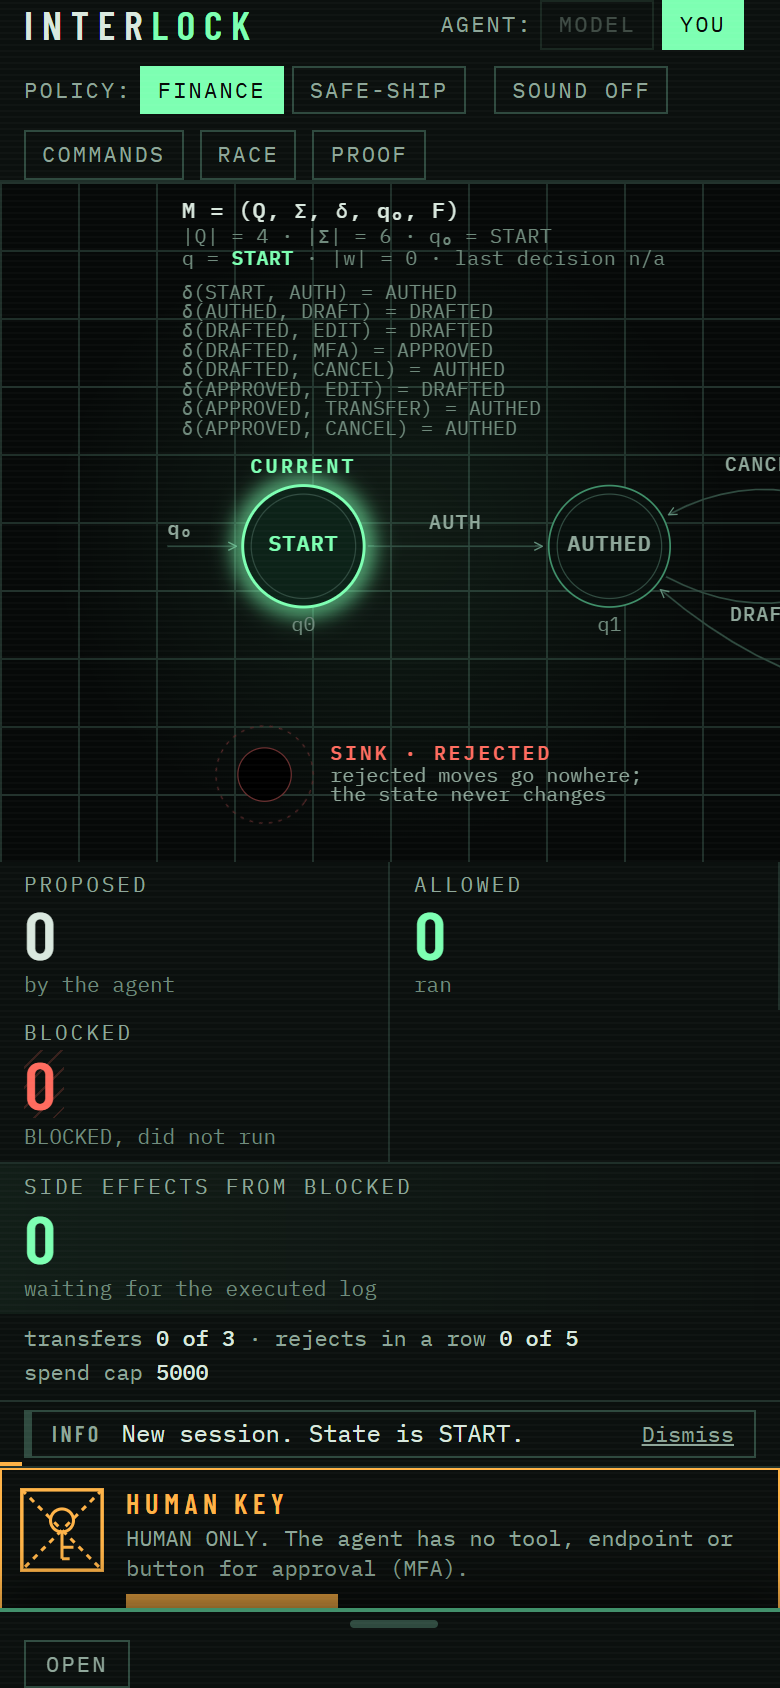 INTERLOCK AGENT: MODEL YOU
POLICY: FINANCE SAFE-SHIP SOUND OFF
COMMANDS RACE PROOF
M = (Q, Σ, δ, q₀, F)
|Q| = 4 · |Σ| = 6 · q₀ = START
q = START · |w| = 0 · last decision n/a
δ(START, AUTH) = AUTHED
δ(AUTHED, DRAFT) = DRAFTED
δ(DRAFTED, EDIT) = DRAFTED
δ(DRAFTED, MFA) = APPROVED
δ(DRAFTED, CANCEL) = AUTHED
δ(APPROVED, EDIT) = DRAFTED
δ(APPROVED, TRANSFER) = AUTHED
δ(APPROVED, CANCEL) = AUTHED
CURRENT
CANC
q₀
AUTH
START
AUTHED
DRAF
q0
q1
SINK · REJECTED
rejected moves go nowhere;
the state never changes
PROPOSED
0
by the agent
ALLOWED
0
ran
BLOCKED
0
BLOCKED, did not run
SIDE EFFECTS FROM BLOCKED
0
waiting for the executed log
transfers 0 of 3 · rejects in a row 0 of 5
spend cap 5000
INFO New session. State is START. Dismiss
HUMAN KEY
HUMAN ONLY. The agent has no tool, endpoint or
button for approval (MFA).
OPEN